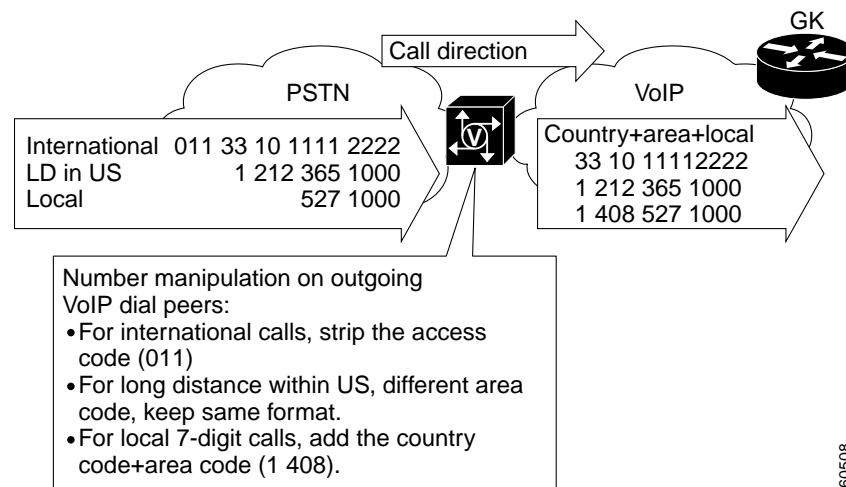 GK
Call direction
PSTN
VoIP
International 011 33 10 1111 2222
LD in US 1 212 365 1000
Local 527 1000
V
Country+area+local
33 10 11112222
1 212 365 1000
1 408 527 1000
Number manipulation on outgoing
VoIP dial peers:
• For international calls, strip the access
code (011)
• For long distance within US, different area
code, keep same format.
• For local 7-digit calls, add the country
code+area code (1 408).
60508